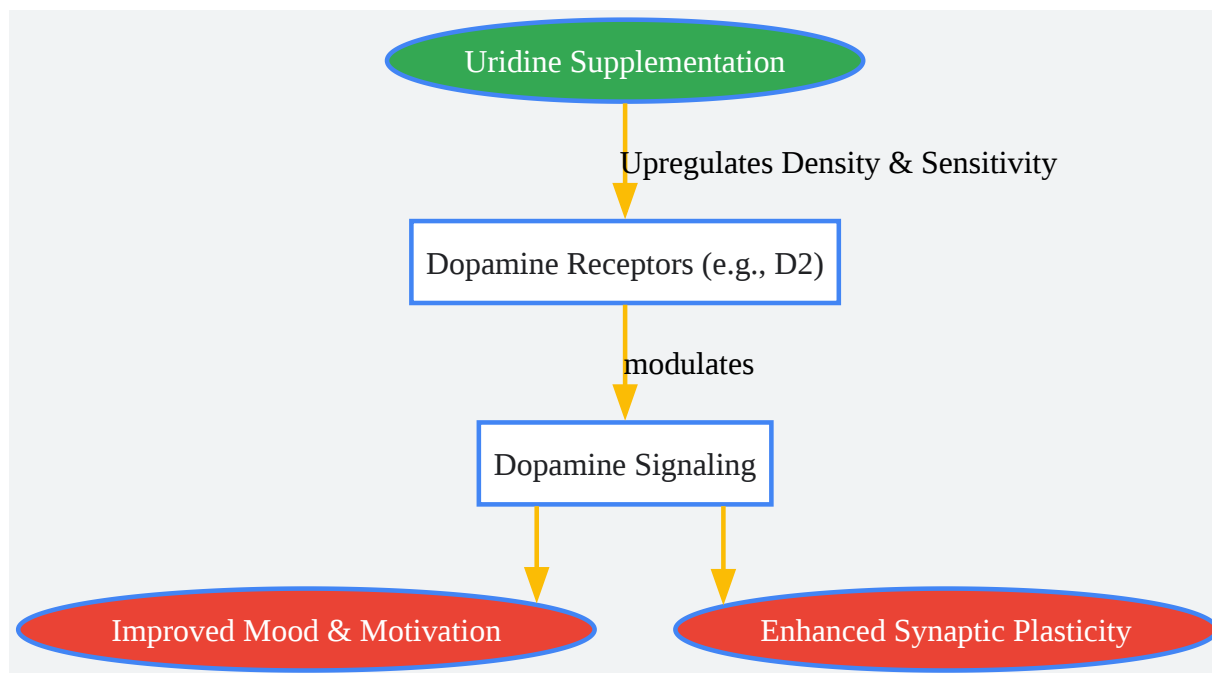 Uridine Supplementation
Upregulates Density & Sensitivity
Dopamine Receptors (e.g., D2)
modulates
Dopamine Signaling
Improved Mood & Motivation
Enhanced Synaptic Plasticity